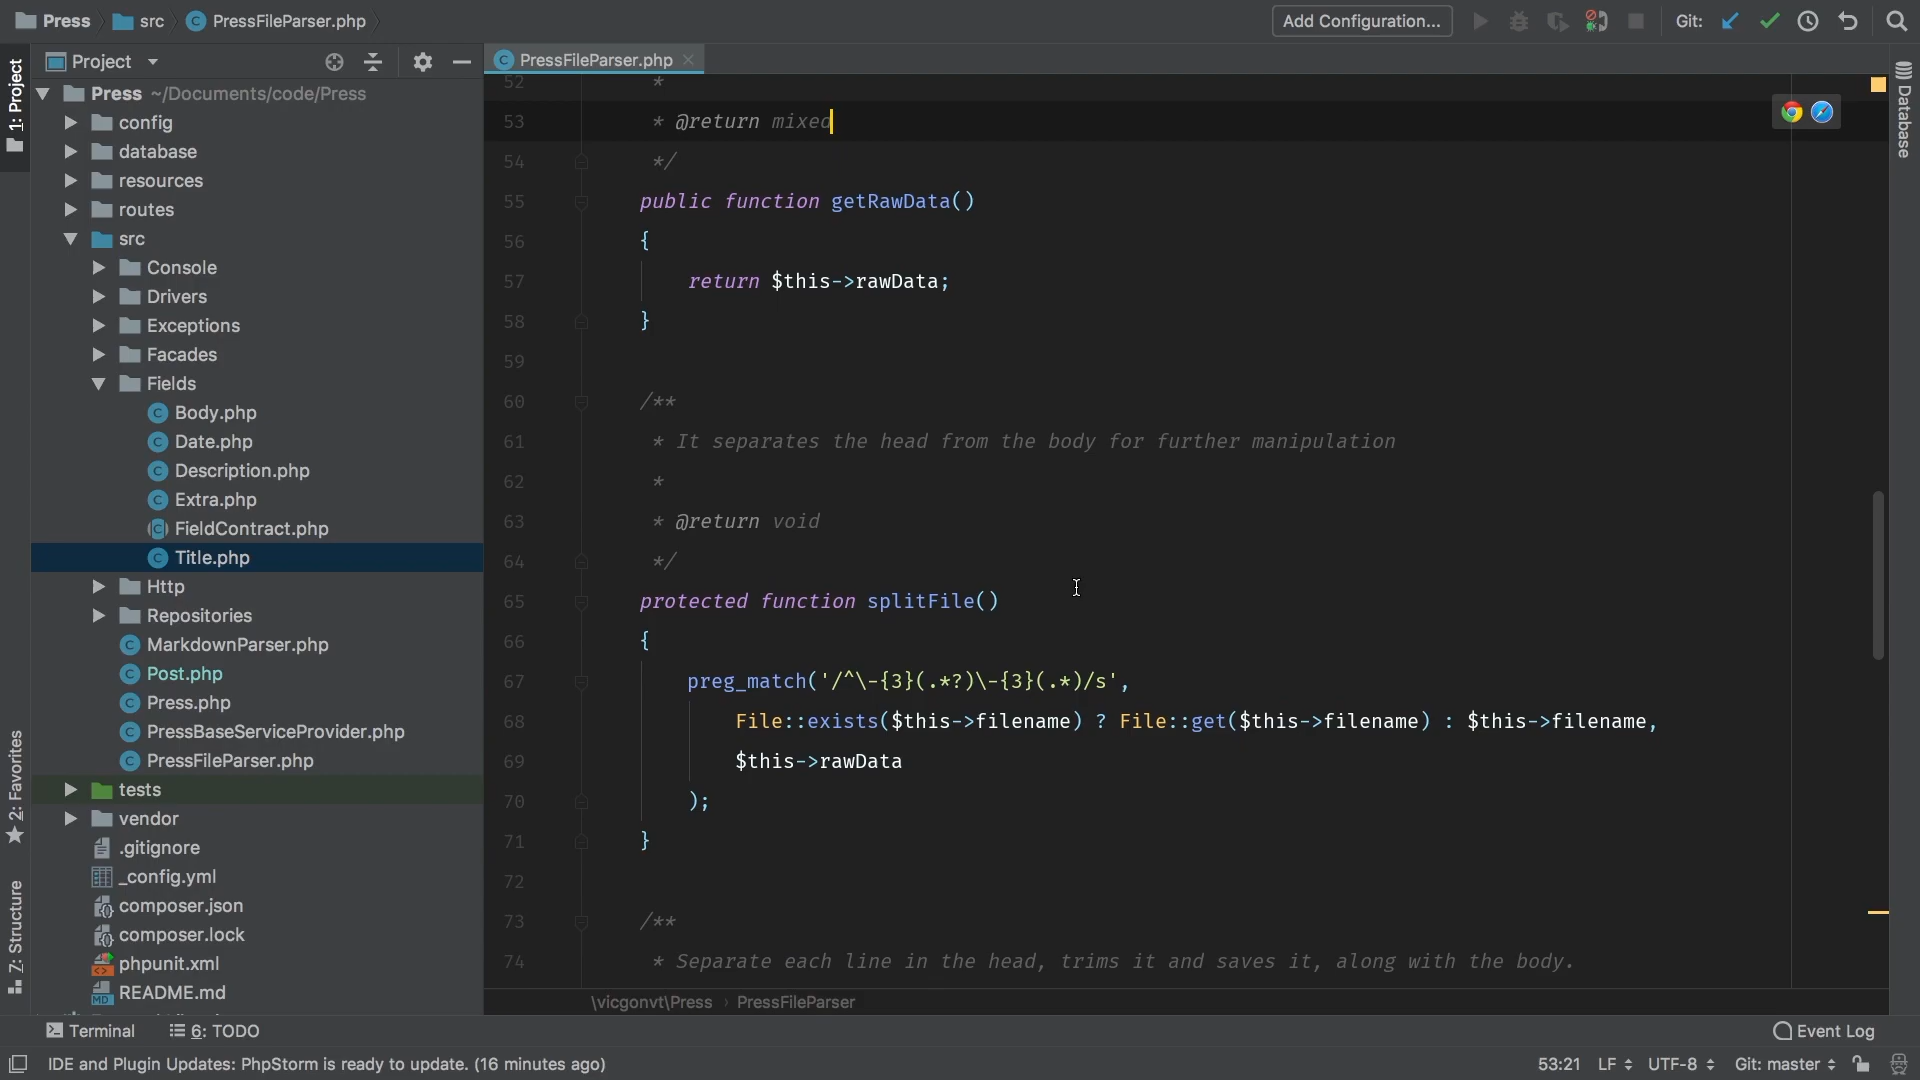 Press src PressFileParser.php Add Configuration... Git:
1: Project
Project
PressFileParser.php
Press ~/Documents/code/Press
config
database
resources
routes
src
Console
Drivers
Exceptions
Facades
Fields
Body.php
Date.php
Description.php
Extra.php
FieldContract.php
Title.php
Http
Repositories
MarkdownParser.php
Post.php
Press.php
PressBaseServiceProvider.php
PressFileParser.php
tests
vendor
.gitignore
_config.yml
composer.json
composer.lock
phpunit.xml
README.md
2: Favorites
Z: Structure
52 *
53 * @return mixed
54 */
55 public function getRawData()
56 {
57 return $this->rawData;
58 }
59
60 /**
61 * It separates the head from the body for further manipulation
62 *
63 * @return void
64 */
65 protected function splitFile()
66 {
67 preg_match('/^\-{3}(.*?)\-{3}(.*)/s',
68 File::exists($this->filename) ? File::get($this->filename) : $this->filename,
69 $this->rawData
70 );
71 }
72
73 /**
74 * Separate each line in the head, trims it and saves it, along with the body.
\vicgonvt\Press › PressFileParser
Database
Terminal 6: TODO Event Log
IDE and Plugin Updates: PhpStorm is ready to update. (16 minutes ago) 53:21 LF UTF-8 Git: master